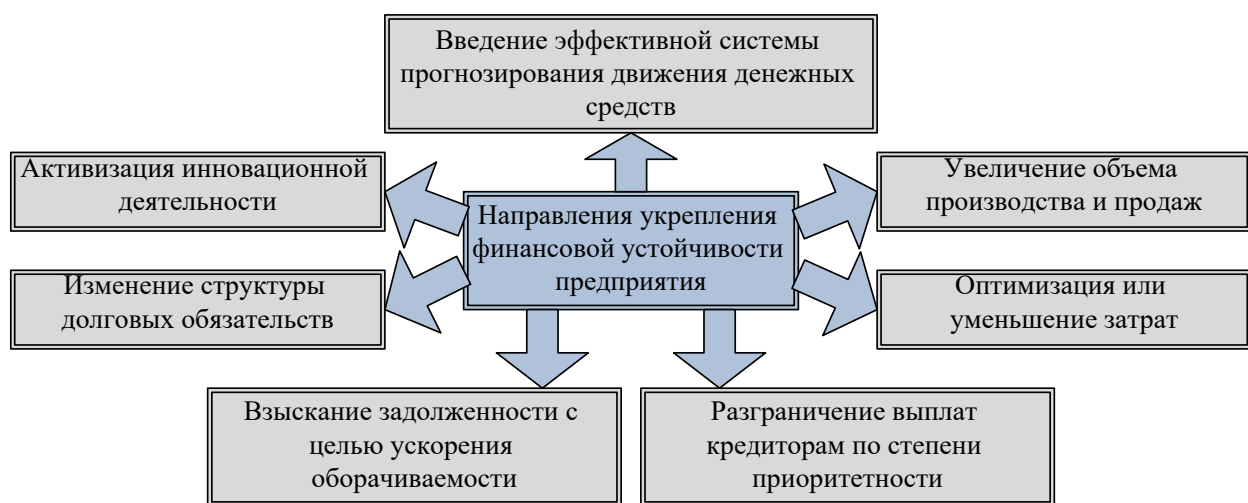 Введение эффективной системы
прогнозирования движения денежных
средств
Активизация инновационной
деятельности
Увеличение объема
производства и продаж
Направления укрепления
финансовой устойчивости
предприятия
Изменение структуры
долговых обязательств
Оптимизация или
уменьшение затрат
Взыскание задолженности с
целью ускорения
оборачиваемости
Разграничение выплат
кредиторам по степени
приоритетности